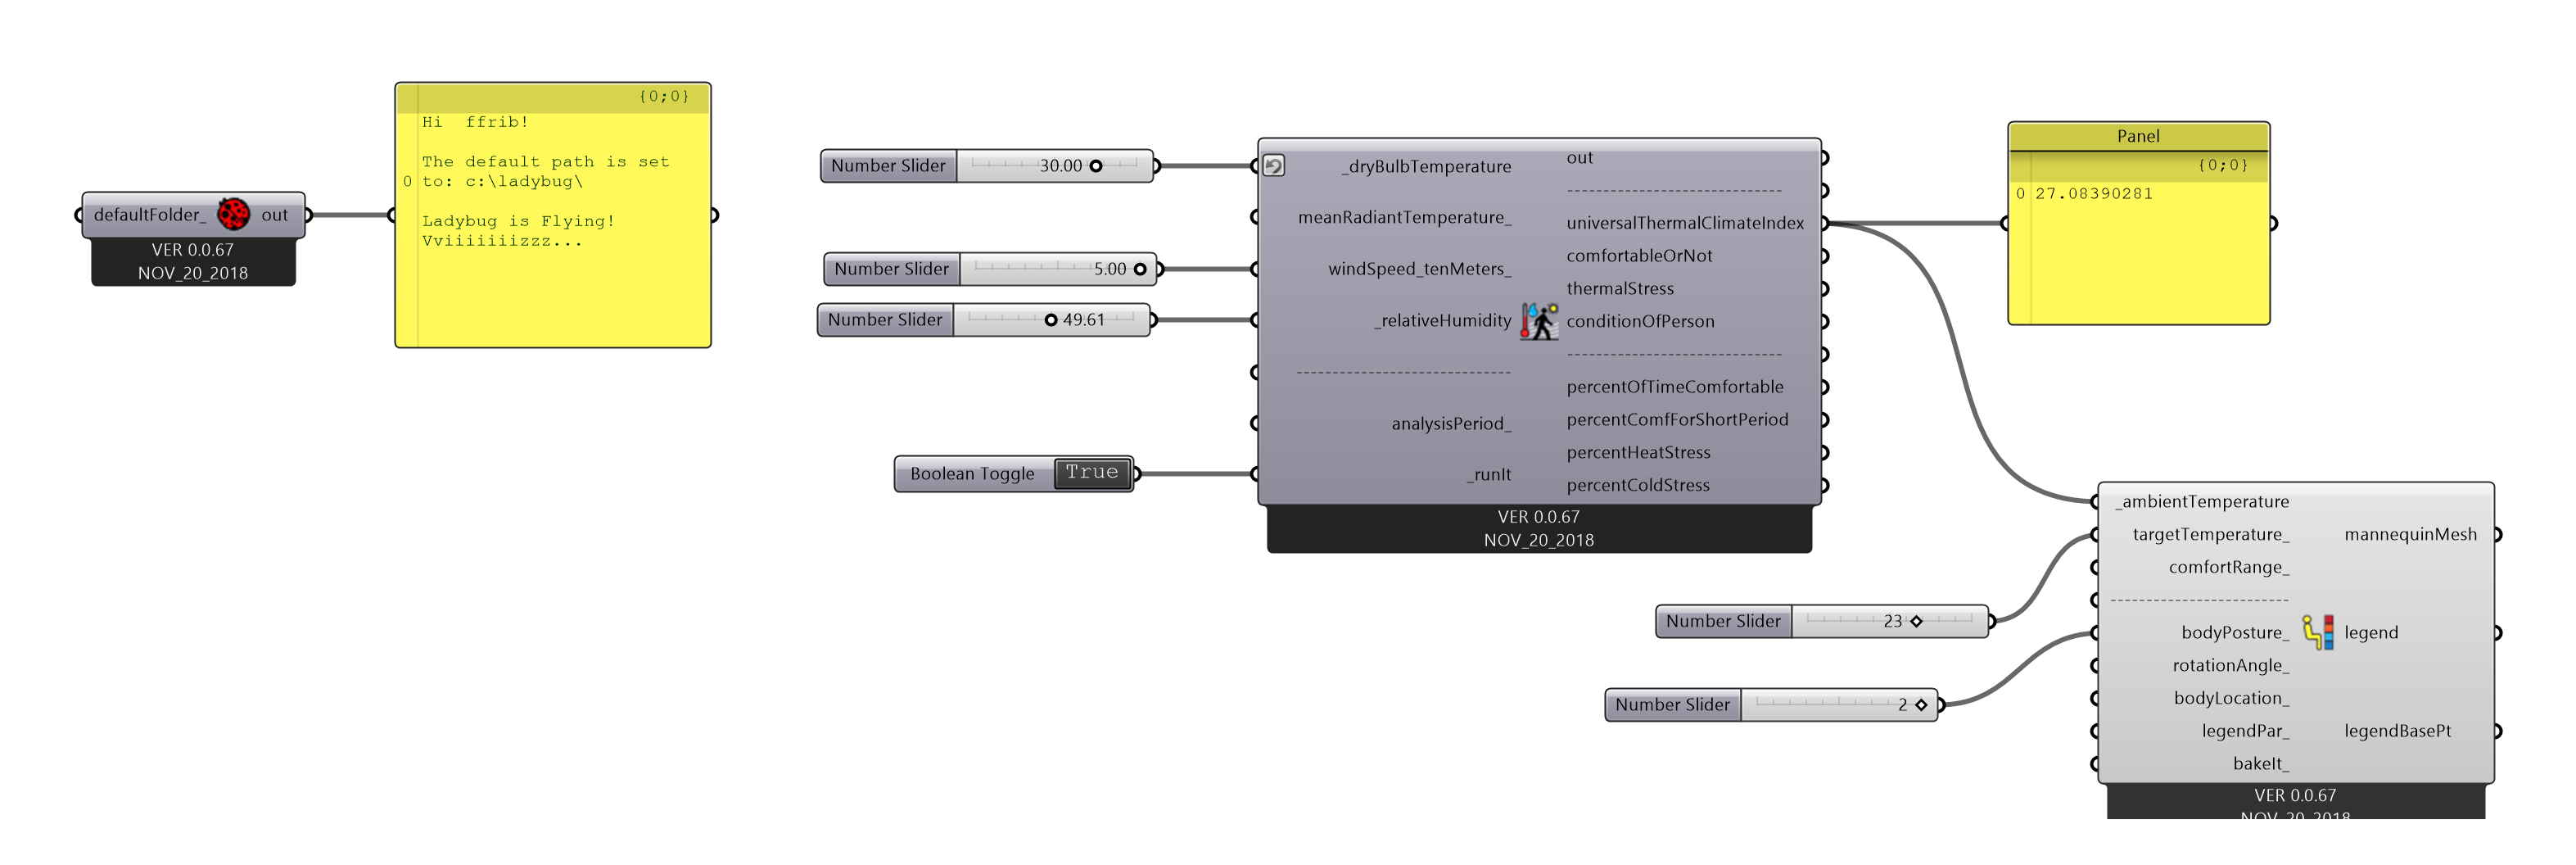 defaultFolder_ out
VER 0.0.67
NOV_20_2018
{0;0}
Hi  ffrib!
The default path is set
0 to: c:\ladybug\
Ladybug is Flying!
Vviiiiiiizzz...
Number Slider 30.00
Number Slider 5.00
Number Slider 49.61
Boolean Toggle True
_dryBulbTemperature
meanRadiantTemperature_
windSpeed_tenMeters_
_relativeHumidity
--------------------------
analysisPeriod_
_runIt
out
--------------------------
universalThermalClimateIndex
comfortableOrNot
thermalStress
conditionOfPerson
--------------------------
percentOfTimeComfortable
percentComfForShortPeriod
percentHeatStress
percentColdStress
VER 0.0.67
NOV_20_2018
Panel
{0;0}
0 27.08390281
Number Slider 23
Number Slider 2
_ambientTemperature
targetTemperature_
comfortRange_
--------------------------
bodyPosture_
rotationAngle_
bodyLocation_
legendPar_
bakeIt_
mannequinMesh
legend
legendBasePt
VER 0.0.67
NOV_20_2018